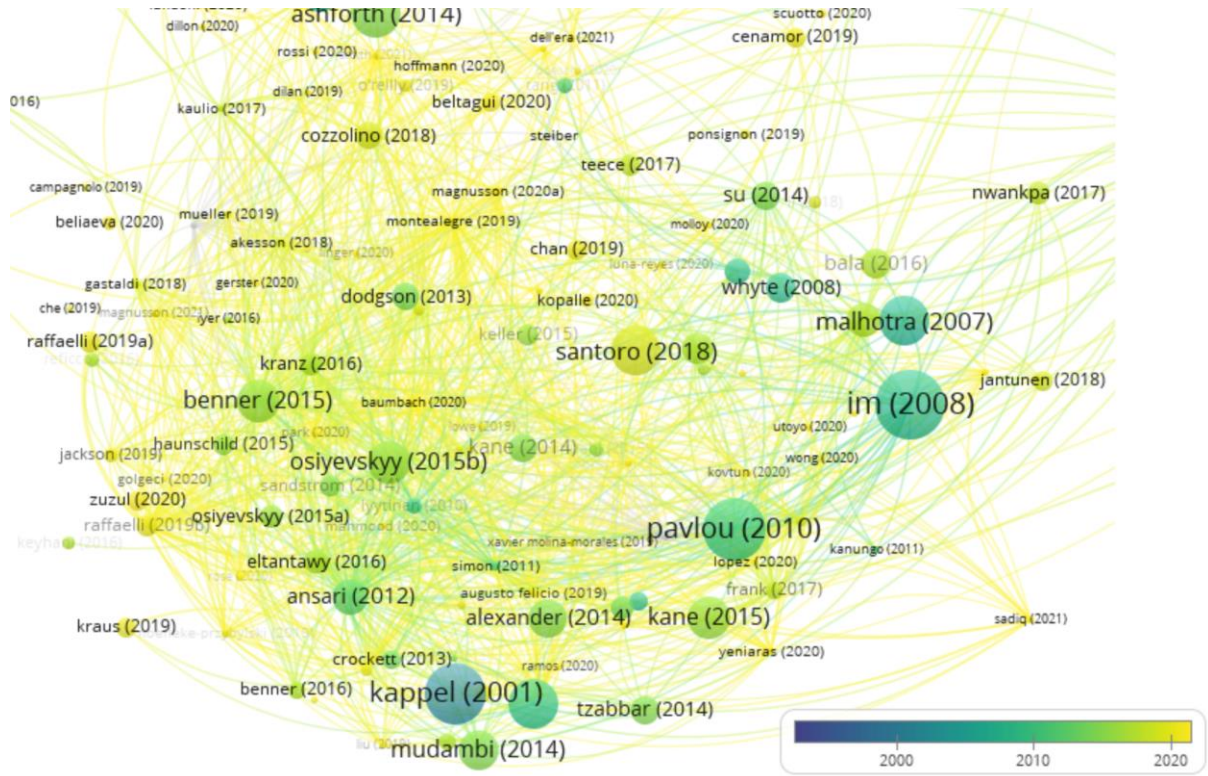 ashforth (2014)
scuotto (2020)
dillon (2020)
cenamor (2019)
dell'era (2021)
rossi (2020)
hoffmann (2020)
o'reilly (2019)
dilan (2019)
beltagui (2020)
016)
kaulio (2017)
cozzolino (2018)
steiber
ponsignon (2019)
teece (2017)
campagnolo (2019)
magnusson (2020a)
su (2014)
nwankpa (2017)
mueller (2019)
beliaeva (2020)
montealegre (2019)
molloy (2020)
akesson (2018)
chan (2019)
luna-reyes (2020)
bala (2016)
gastaldi (2018)
gerster (2020)
whyte (2008)
dodgson (2013)
kopalle (2020)
che (2019)
magnusson (2021)
iyer (2016)
malhotra (2007)
keller (2015)
raffaelli (2019a)
santoro (2018)
kranz (2016)
jantunen (2018)
benner (2015)
baumbach (2020)
im (2008)
park (2020)
lowe (2019)
utoyo (2020)
haunschild (2015)
kane (2014)
jackson (2019)
osiyevskyy (2015b)
wong (2020)
kovtun (2020)
golgeci (2020)
sandstrom (2014)
zuzul (2020)
lyytinen (2010)
osiyevskyy (2015a)
raffaelli (2019b)
mahmood (2020)
pavlou (2010)
xavier molina-morales (2019)
kanungo (2011)
eltantawy (2016)
simon (2011)
lopez (2020)
frank (2017)
ansari (2012)
augusto felicio (2019)
alexander (2014)
kane (2015)
sadiq (2021)
kraus (2019)
yeniaras (2020)
crockett (2013)
ramos (2020)
benner (2016)
kappel (2001)
tzabbar (2014)
mudambi (2014)
2000
2010
2020